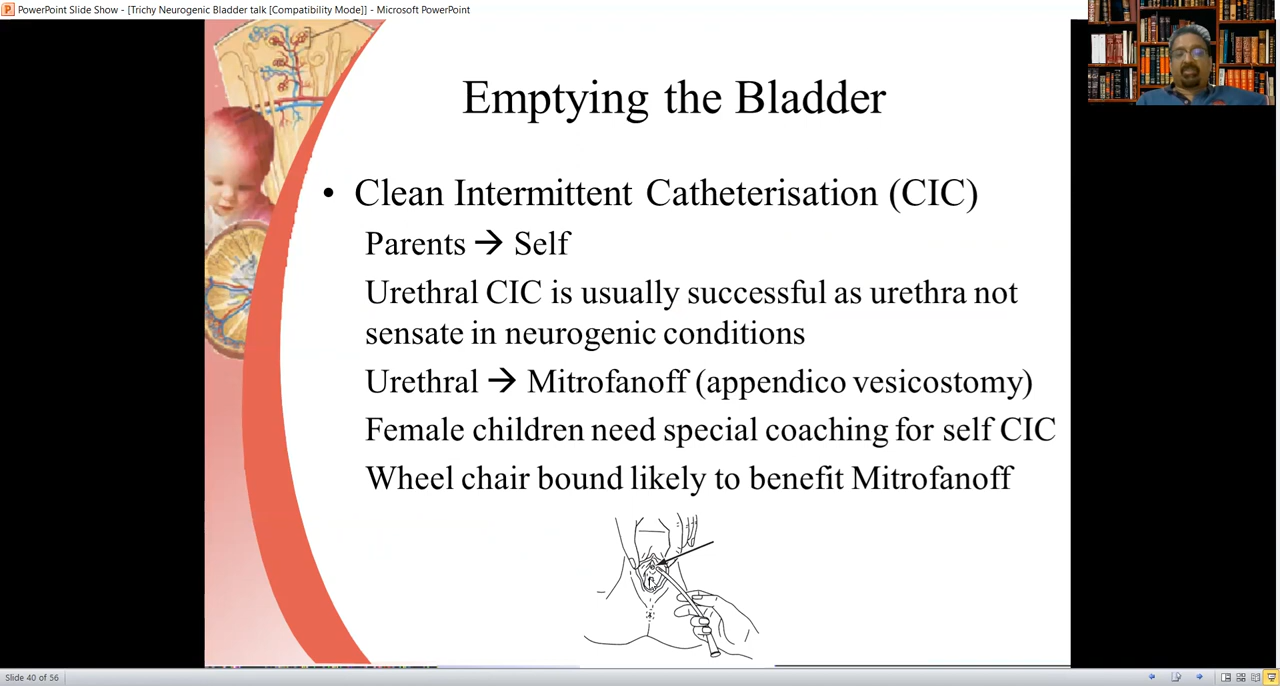 PowerPoint Slide Show - [Trichy Neurogenic Bladder talk [Compatibility Mode]] - Microsoft PowerPoint
Emptying the Bladder
• Clean Intermittent Catheterisation (CIC)
Parents → Self
Urethral CIC is usually successful as urethra not
sensate in neurogenic conditions
Urethral → Mitrofanoff (appendico vesicostomy)
Female children need special coaching for self CIC
Wheel chair bound likely to benefit Mitrofanoff
Slide 40 of 56